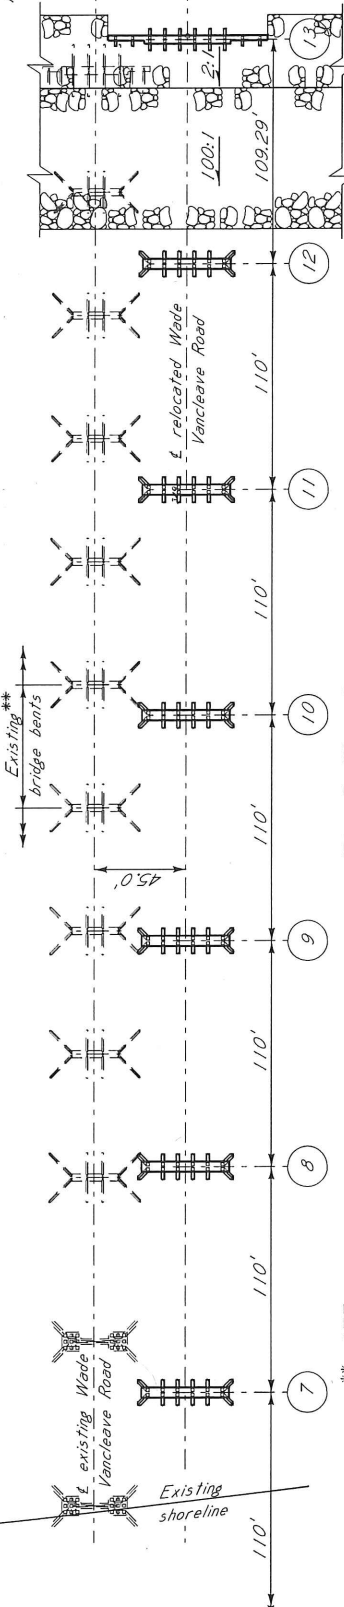 13
2:1
100:1
109.29'
12
℄ relocated Wade
Vancleave Road
110'
11
110'
10
Existing**
bridge bents
110'
45.0'
9
110'
8
110'
7
℄ existing Wade
Vancleave Road
Existing
shoreline
110'
**